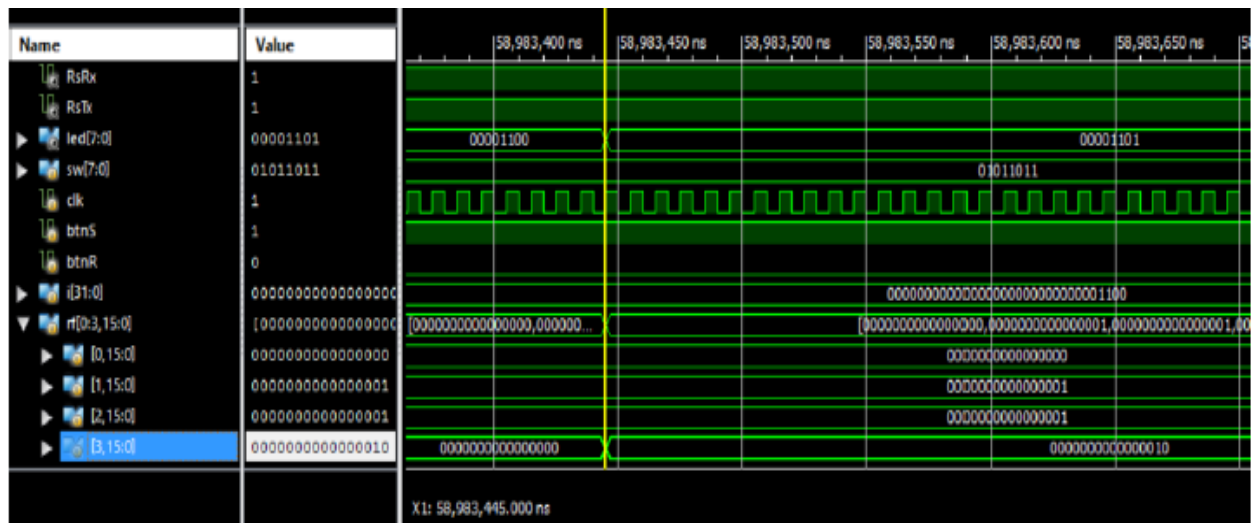 Name Value 58,983,400 ns 58,983,450 ns 58,983,500 ns 58,983,550 ns 58,983,600 ns 58,983,650 ns
RsRx 1
RsTx 1
led[7:0] 00001101 00001100 00001101
sw[7:0] 01011011 01011011
clk 1
btnS 1
btnR 0
i[31:0] 00000000000000000000000000001100
rf[0:3,15:0] [0000000000000000,000000... [0000000000000000,0000000000000001,0000000000000001,00
[0,15:0] 0000000000000000 0000000000000000
[1,15:0] 0000000000000001 0000000000000001
[2,15:0] 0000000000000001 0000000000000001
[3,15:0] 0000000000000010 0000000000000000 0000000000000010
X1: 58,983,445.000 ns